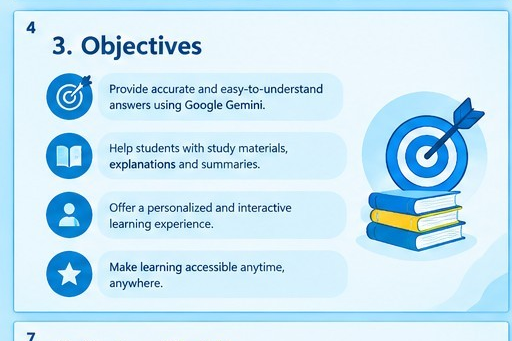 4
3. Objectives
Provide accurate and easy-to-understand
answers using Google Gemini.
Help students with study materials,
explanations and summaries.
Offer a personalized and interactive
learning experience.
Make learning accessible anytime,
anywhere.
7